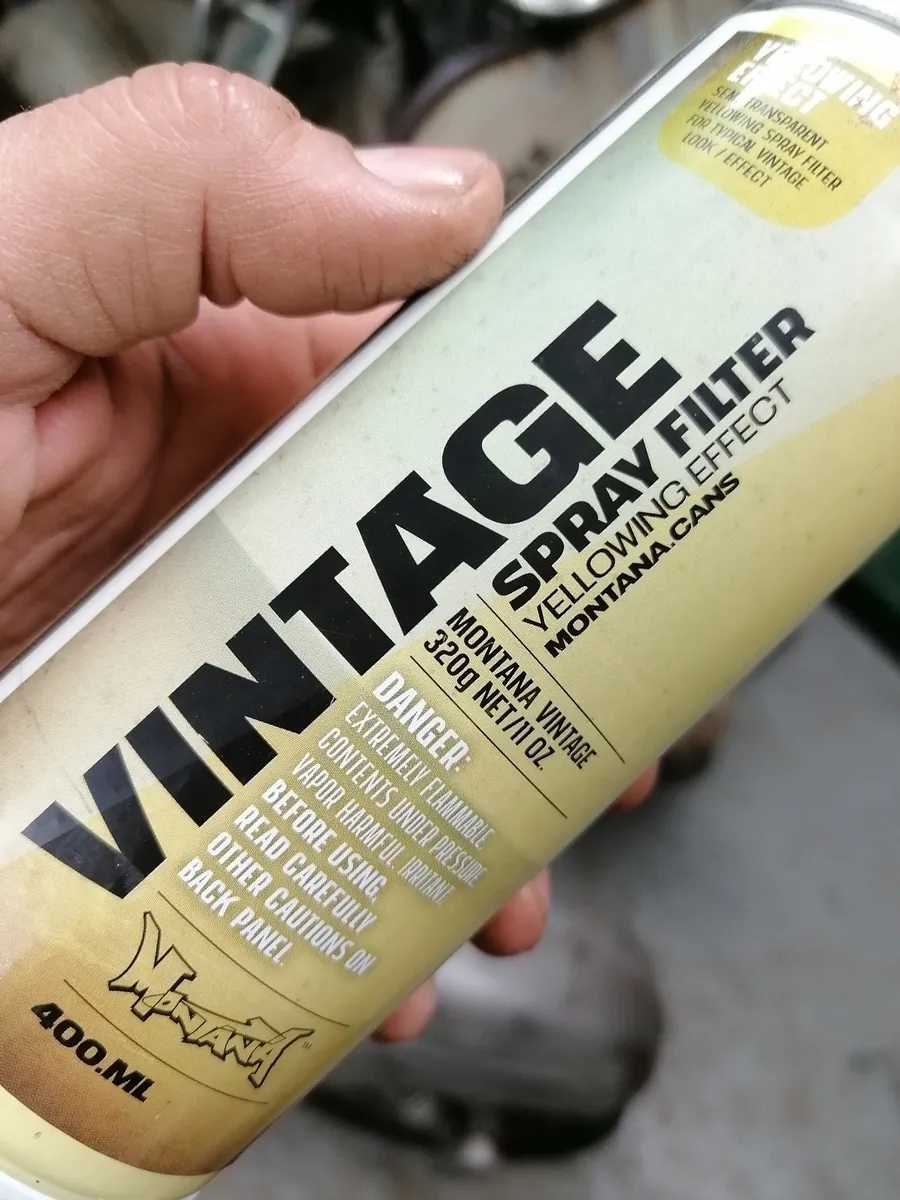 YELLOWING
EFFECT
SEMI TRANSPARENT
YELLOWING SPRAY FILTER
FOR TYPICAL VINTAGE
LOOK / EFFECT
VINTAGE
SPRAY FILTER
YELLOWING EFFECT
MONTANA.CANS
MONTANA VINTAGE
320g NET/11 OZ.
DANGER:
EXTREMELY FLAMMABLE
CONTENTS UNDER PRESSURE
VAPOR HARMFUL IRRITANT.
BEFORE USING,
READ CAREFULLY
OTHER CAUTIONS ON
BACK PANEL.
MONTANA™
400.ML